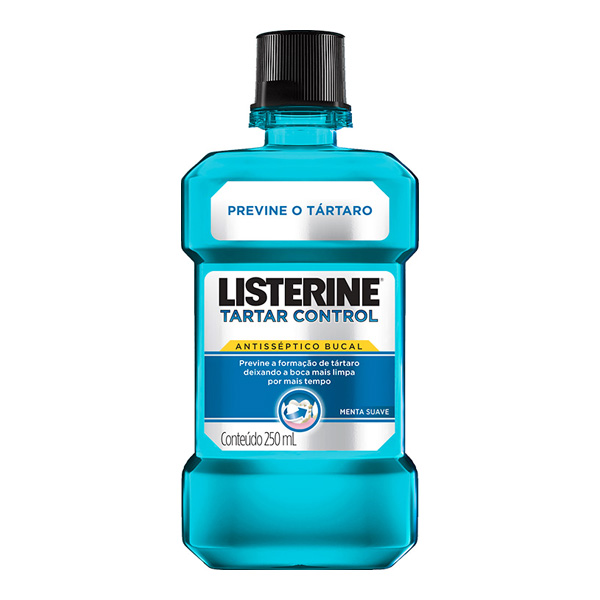 PREVINE O TÁRTARO
LISTERINE®
TARTAR CONTROL
ANTISSÉPTICO BUCAL
Previne a formação de tártaro
deixando a boca mais limpa
por mais tempo
MENTA SUAVE
Conteúdo 250 mL